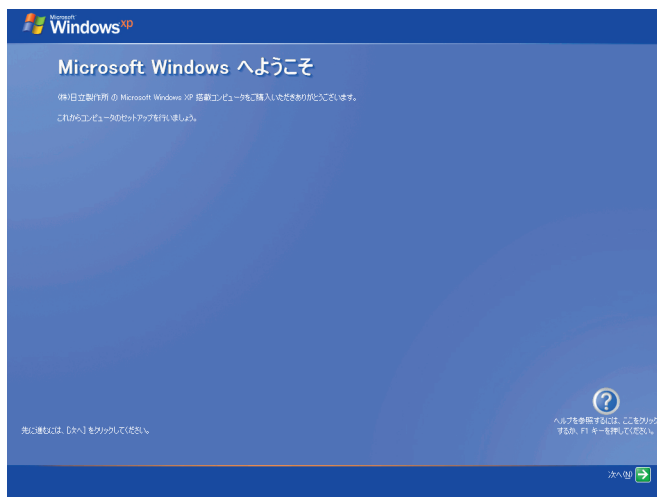 Microsoft
Windows xp
Microsoft Windows へようこそ
(株)日立製作所 の Microsoft Windows XP 搭載コンピュータをご購入いただきありがとうございます。
これからコンピュータのセットアップを行いましょう。
ヘルプを参照するには、ここをクリック
するか、F1 キーを押してください。
先に進むには、[次へ] をクリックしてください。
次へ(N)